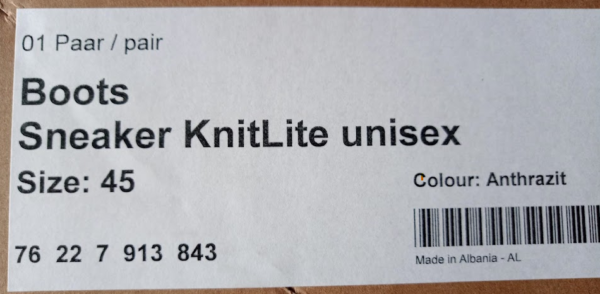 01 Paar / pair
Boots
Sneaker KnitLite unisex
Size: 45
Colour: Anthrazit
76 22 7 913 843
Made in Albania - AL